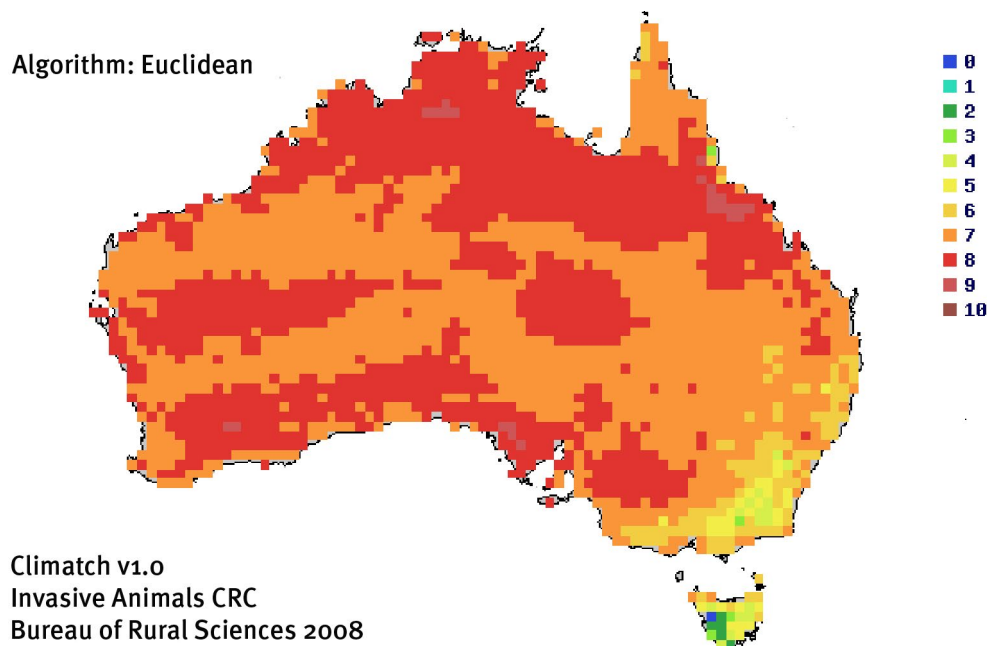 Algorithm: Euclidean
0
1
2
3
4
5
6
7
8
9
10
Climatch v1.0
Invasive Animals CRC
Bureau of Rural Sciences 2008